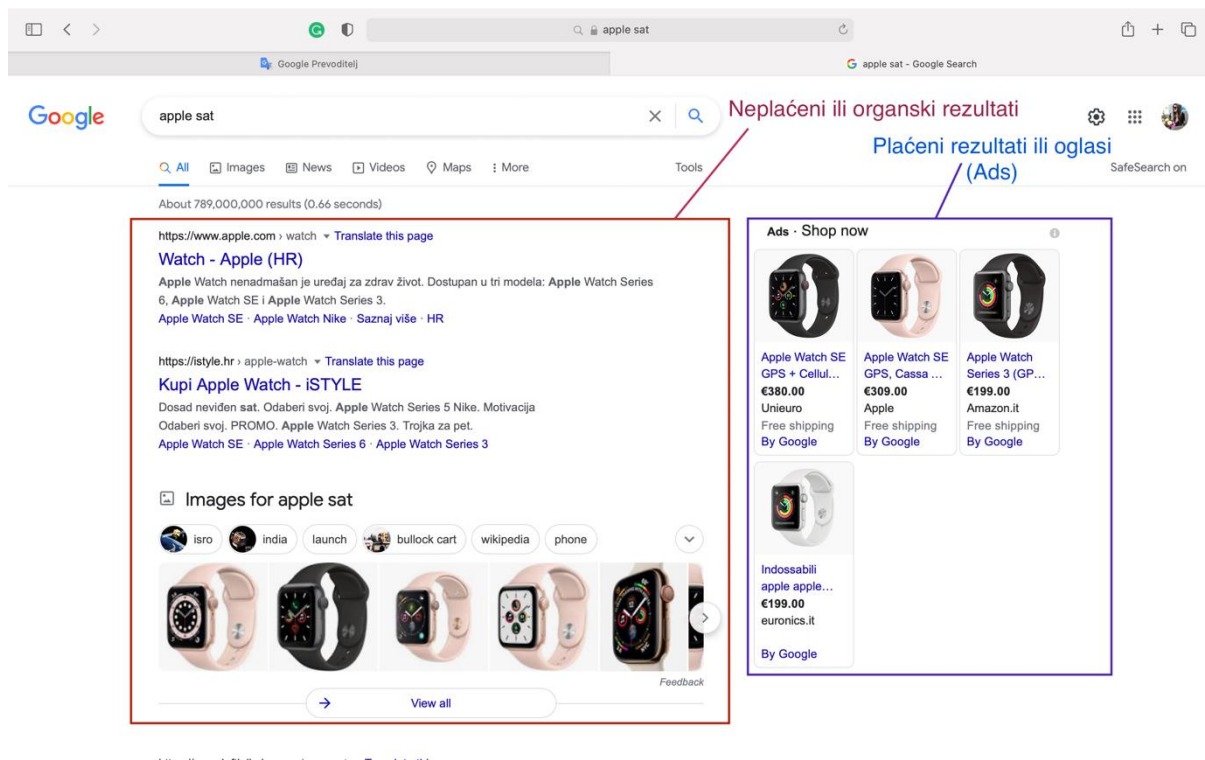 apple sat
Google Prevoditelj
apple sat - Google Search
Google
apple sat
Neplaćeni ili organski rezultati
Plaćeni rezultati ili oglasi
(Ads)
All Images News Videos Maps More Tools
SafeSearch on
About 789,000,000 results (0.66 seconds)
https://www.apple.com › watch Translate this page
Watch - Apple (HR)
Apple Watch nenadmašan je uređaj za zdrav život. Dostupan u tri modela: Apple Watch Series
6, Apple Watch SE i Apple Watch Series 3.
Apple Watch SE · Apple Watch Nike · Saznaj više · HR
https://istyle.hr › apple-watch Translate this page
Kupi Apple Watch - iSTYLE
Dosad neviđen sat. Odaberi svoj. Apple Watch Series 5 Nike. Motivacija
Odaberi svoj. PROMO. Apple Watch Series 3. Trojka za pet.
Apple Watch SE · Apple Watch Series 6 · Apple Watch Series 3
Images for apple sat
isro india launch bullock cart wikipedia phone
Feedback
View all
Ads · Shop now
Apple Watch SE
GPS + Cellul...
€380.00
Unieuro
Free shipping
By Google
Apple Watch SE
GPS, Cassa ...
€309.00
Apple
Free shipping
By Google
Apple Watch
Series 3 (GP...
€199.00
Amazon.it
Free shipping
By Google
Indossabili
apple apple...
€199.00
euronics.it
By Google